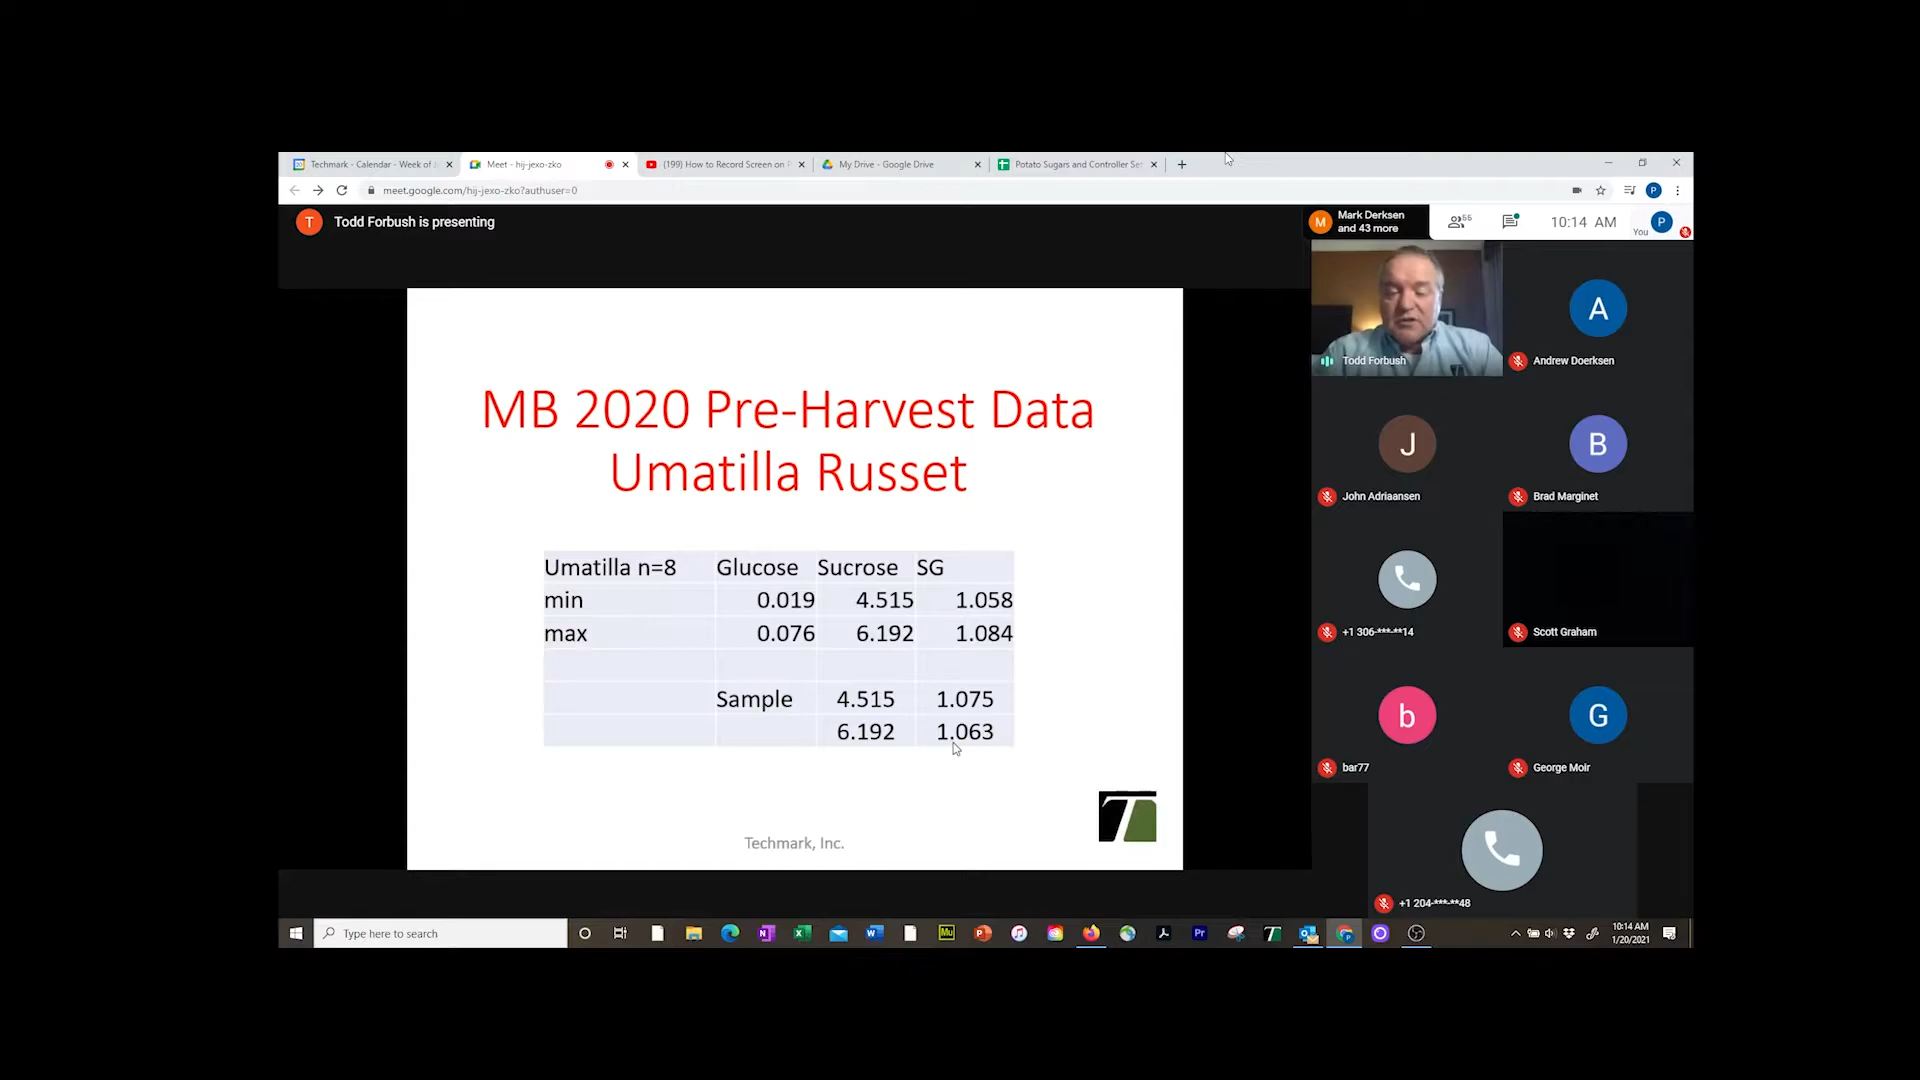 Techmark - Calendar - Week of
Meet - hij-jexo-zko
(199) How to Record Screen on
My Drive - Google Drive
Potato Sugars and Controller Set
meet.google.com/hij-jexo-zko?authuser=0
P
T
Todd Forbush is presenting
M
Mark Derksen
and 43 more
55
10:14 AM
You
P
MB 2020 Pre-Harvest Data
Umatilla Russet
Umatilla n=8 Glucose Sucrose SG
min 0.019 4.515 1.058
max 0.076 6.192 1.084
Sample 4.515 1.075
6.192 1.063
Techmark, Inc.
T
Todd Forbush
A
Andrew Doerksen
J
John Adriaansen
B
Brad Marginet
+1 306-***-**14
Scott Graham
b
bar77
G
George Moir
+1 204-***-**48
Type here to search
10:14 AM
1/20/2021